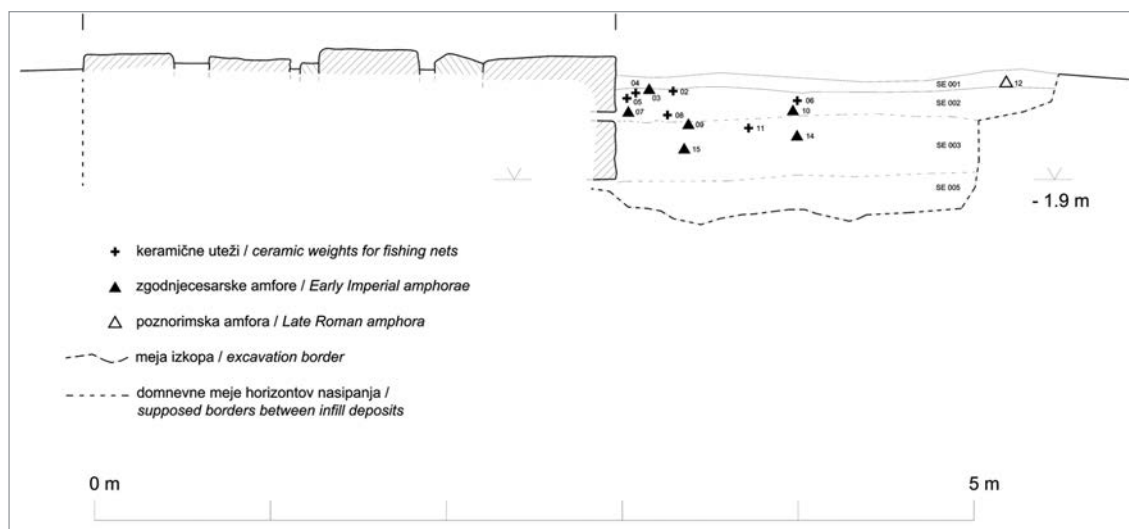 SE 001
12
04
02
03
05
06
SE 002
07
08
10
09
11
14
SE 003
15
SE 005
- 1.9 m
keramične uteži / ceramic weights for fishing nets
zgodnjecesarske amfore / Early Imperial amphorae
poznorimska amfora / Late Roman amphora
meja izkopa / excavation border
domnevne meje horizontov nasipanja /
supposed borders between infill deposits
0 m
5 m